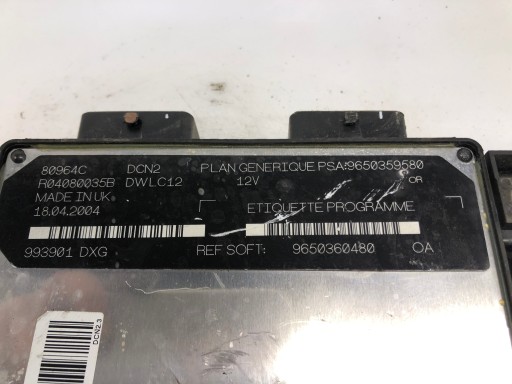 80964C DCN2 PLAN GENERIQUE PSA:9650359580
R04080035B DWLC12 12V OR
MADE IN UK
18.04.2004 ETIQUETTE PROGRAMME
993901 DXG REF SOFT: 9650360480 OA
DCN2.3